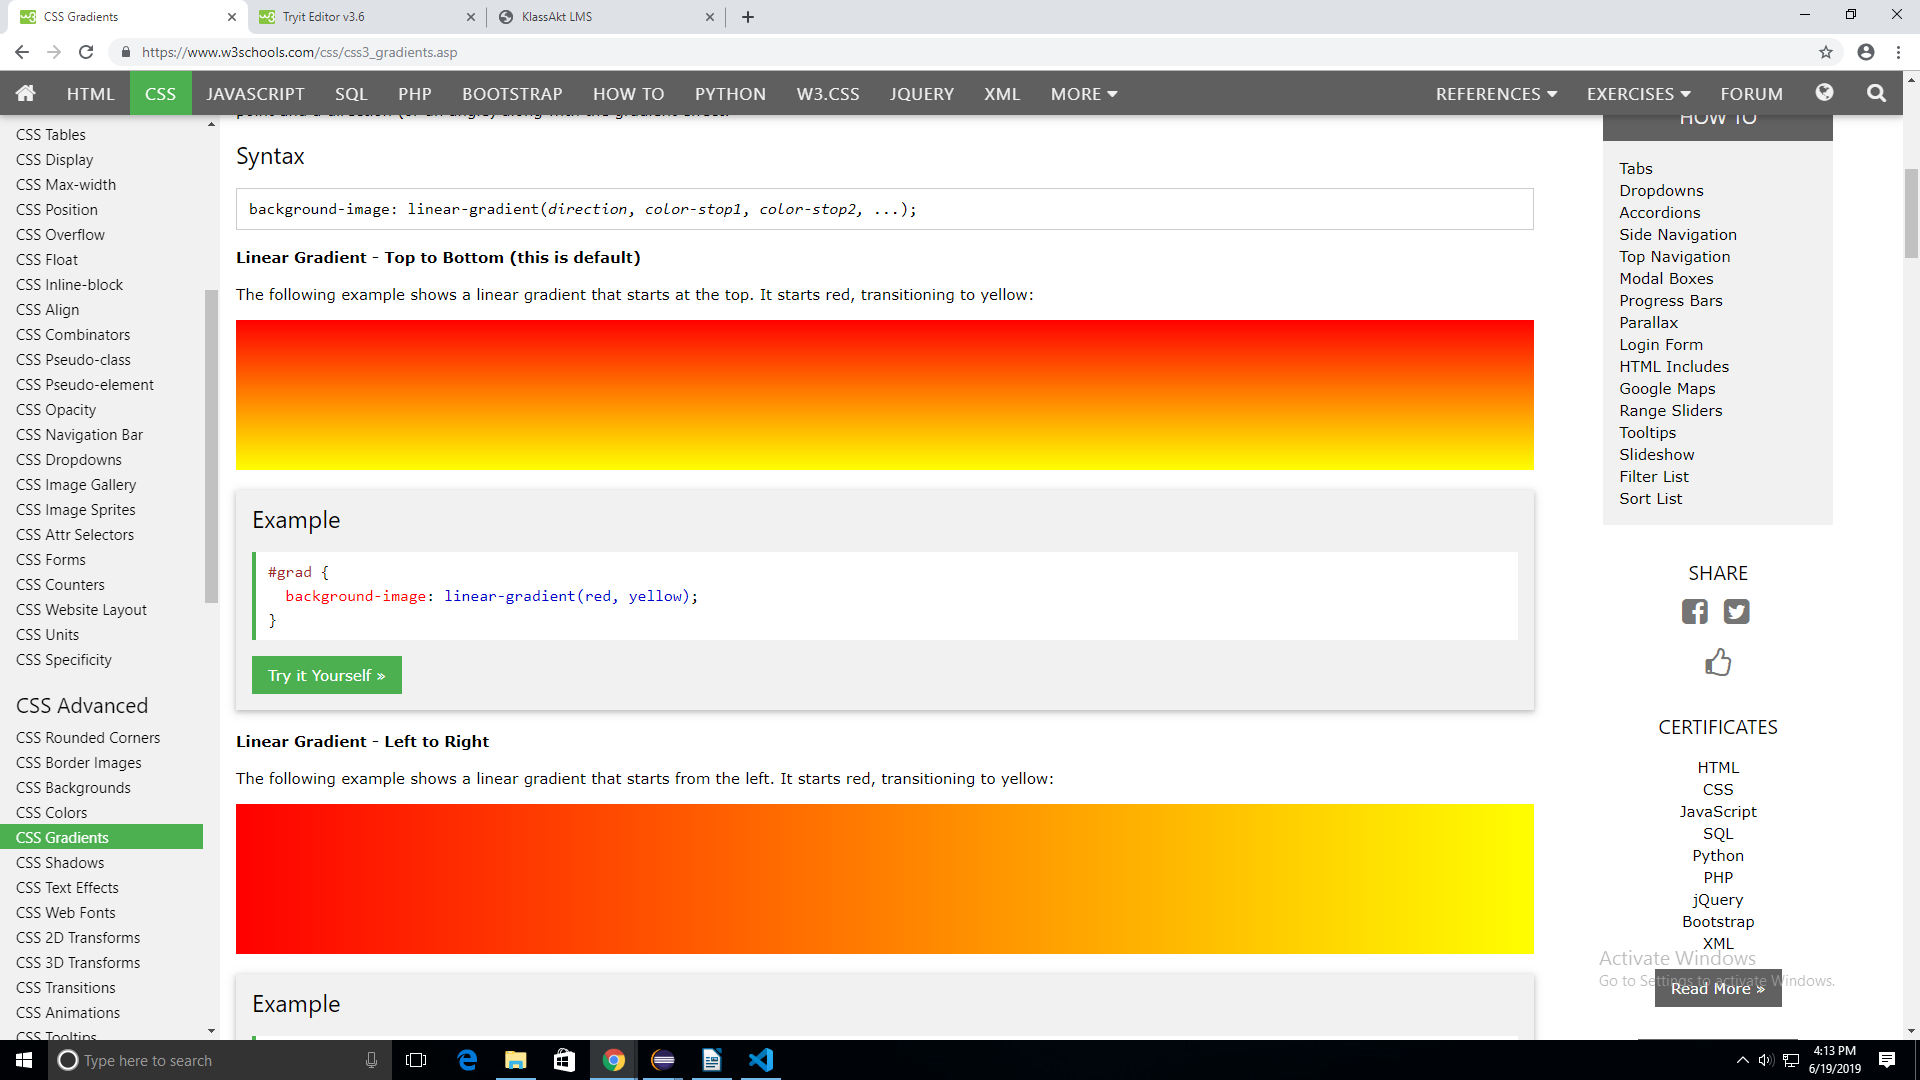 CSS Gradients
Tryit Editor v3.6
KlassAkt LMS
https://www.w3schools.com/css/css3_gradients.asp
HTML
CSS
JAVASCRIPT
SQL
PHP
BOOTSTRAP
HOW TO
PYTHON
W3.CSS
JQUERY
XML
MORE
REFERENCES
EXERCISES
FORUM
CSS Tables
CSS Display
CSS Max-width
CSS Position
CSS Overflow
CSS Float
CSS Inline-block
CSS Align
CSS Combinators
CSS Pseudo-class
CSS Pseudo-element
CSS Opacity
CSS Navigation Bar
CSS Dropdowns
CSS Image Gallery
CSS Image Sprites
CSS Attr Selectors
CSS Forms
CSS Counters
CSS Website Layout
CSS Units
CSS Specificity
CSS Advanced
CSS Rounded Corners
CSS Border Images
CSS Backgrounds
CSS Colors
CSS Gradients
CSS Shadows
CSS Text Effects
CSS Web Fonts
CSS 2D Transforms
CSS 3D Transforms
CSS Transitions
CSS Animations
CSS Tooltips
point and a direction (or an angle) along with the gradient effect.
Syntax
background-image: linear-gradient(direction, color-stop1, color-stop2, ...);
Linear Gradient - Top to Bottom (this is default)
The following example shows a linear gradient that starts at the top. It starts red, transitioning to yellow:
Example
#grad {
background-image: linear-gradient(red, yellow);
}
Try it Yourself »
Linear Gradient - Left to Right
The following example shows a linear gradient that starts from the left. It starts red, transitioning to yellow:
Example
HOW TO
Tabs
Dropdowns
Accordions
Side Navigation
Top Navigation
Modal Boxes
Progress Bars
Parallax
Login Form
HTML Includes
Google Maps
Range Sliders
Tooltips
Slideshow
Filter List
Sort List
SHARE
CERTIFICATES
HTML
CSS
JavaScript
SQL
Python
PHP
jQuery
Bootstrap
XML
Read More »
Activate Windows
Go to Settings to activate Windows.
Type here to search
4:13 PM
6/19/2019